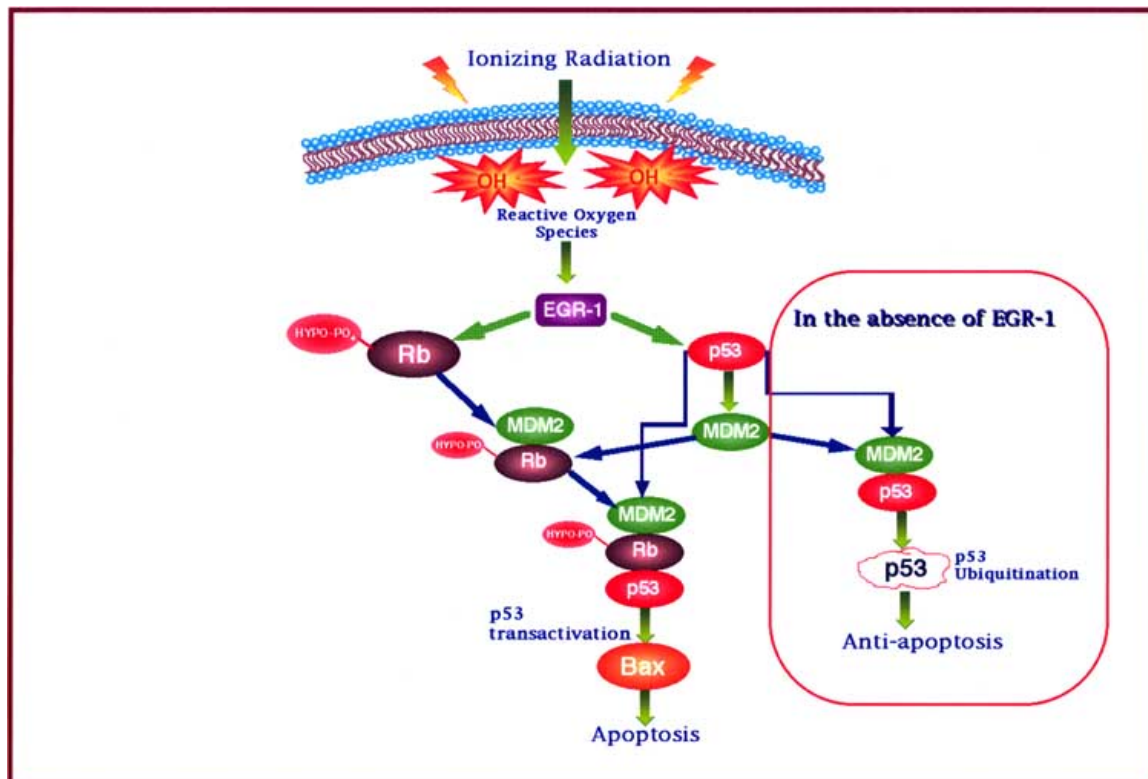 Ionizing Radiation
OH
OH
Reactive Oxygen
Species
EGR-1
HYPO-PO4
Rb
p53
In the absence of EGR-1
MDM2
HYPO-PO
Rb
MDM2
MDM2
p53
MDM2
HYPO-PO
Rb
p53
p53
p53
Ubiquitination
p53
transactivation
Bax
Anti-apoptosis
Apoptosis